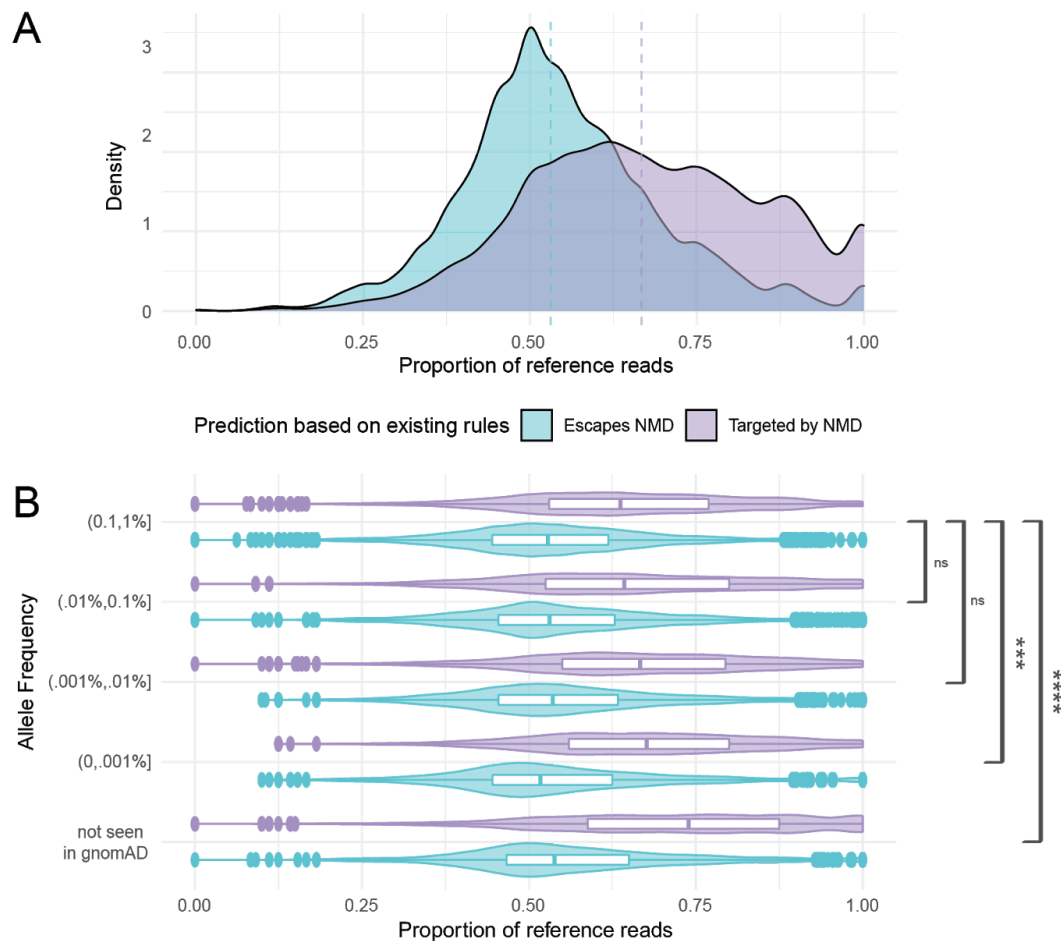 A
3
2
1
0
Density
0.00 0.25 0.50 0.75 1.00
Proportion of reference reads
Prediction based on existing rules Escapes NMD Targeted by NMD
B
(0.1,1%]
(.01%,0.1%]
(.001%,.01%]
(0,.001%]
not seen
in gnomAD
Allele Frequency
ns
ns
***
****
0.00 0.25 0.50 0.75 1.00
Proportion of reference reads